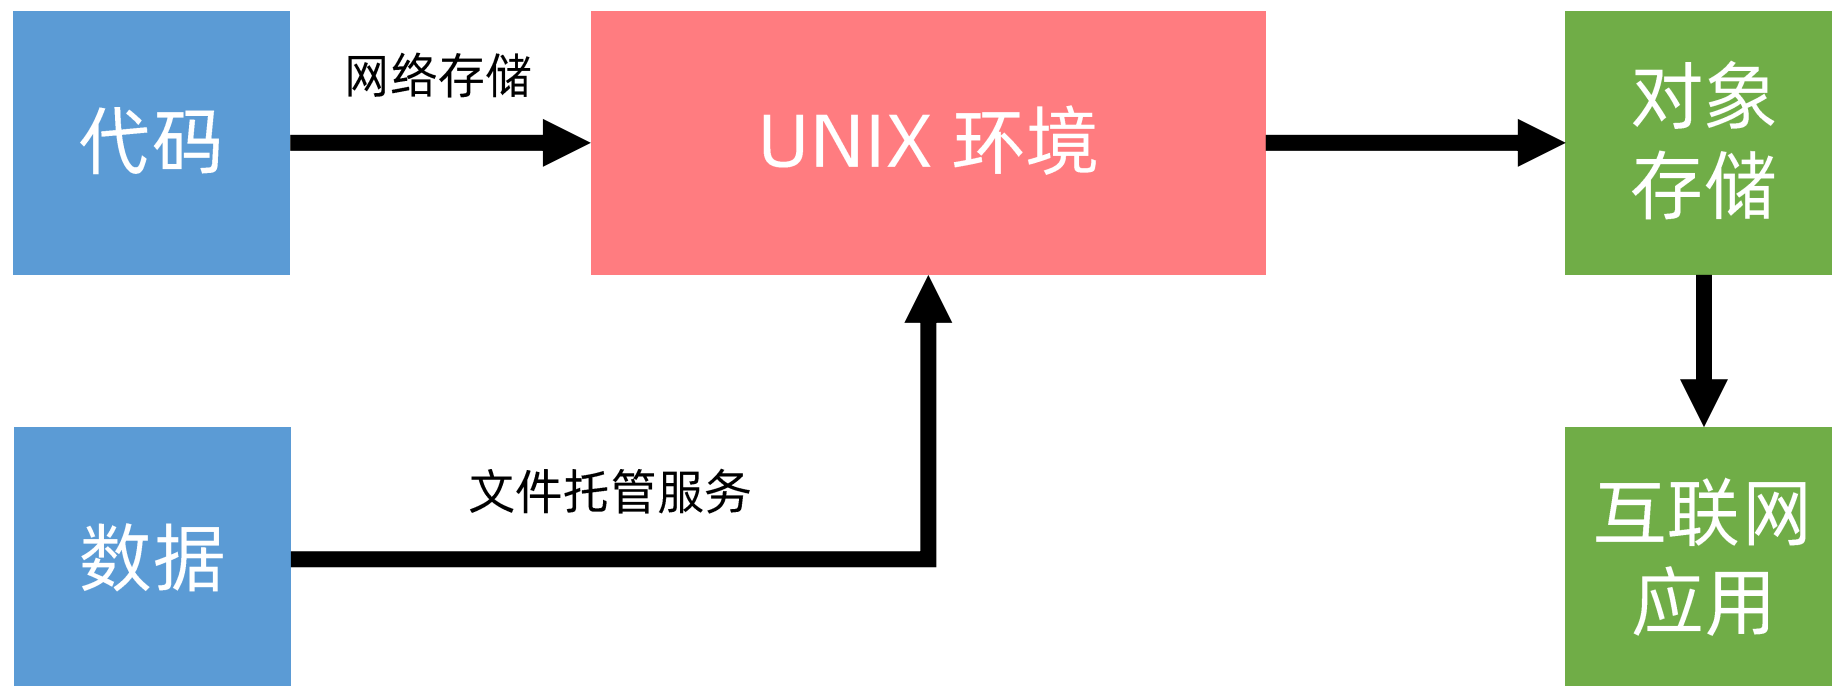 代码
网络存储
UNIX 环境
对象
存储
数据
文件托管服务
互联网
应用